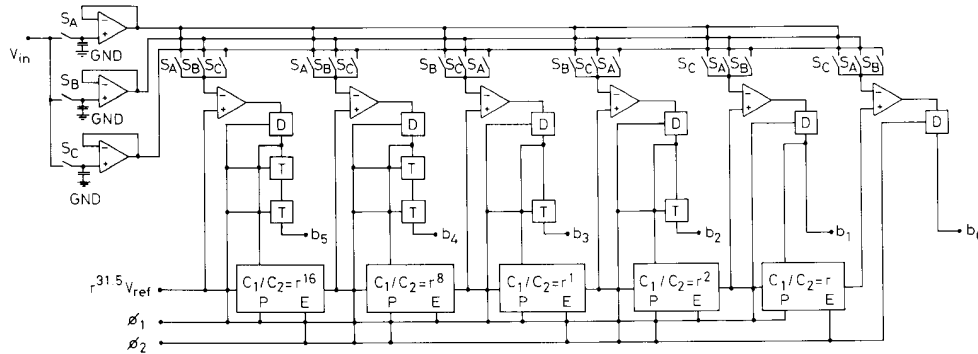 S_A
V_in
GND
S_B
GND
S_C
GND
S_A S_B S_C
S_A S_B S_C
S_B S_C S_A
S_B S_C S_A
S_C S_A S_B
S_C S_A S_B
D D D D D D
T T
T T T T
b_5 b_4 b_3 b_2 b_1
r^31.5 V_ref
C_1/C_2=r^16
P E
C_1/C_2=r^8
P E
C_1/C_2=r^1
P E
C_1/C_2=r^2
P E
C_1/C_2=r
P E
ø_1
ø_2